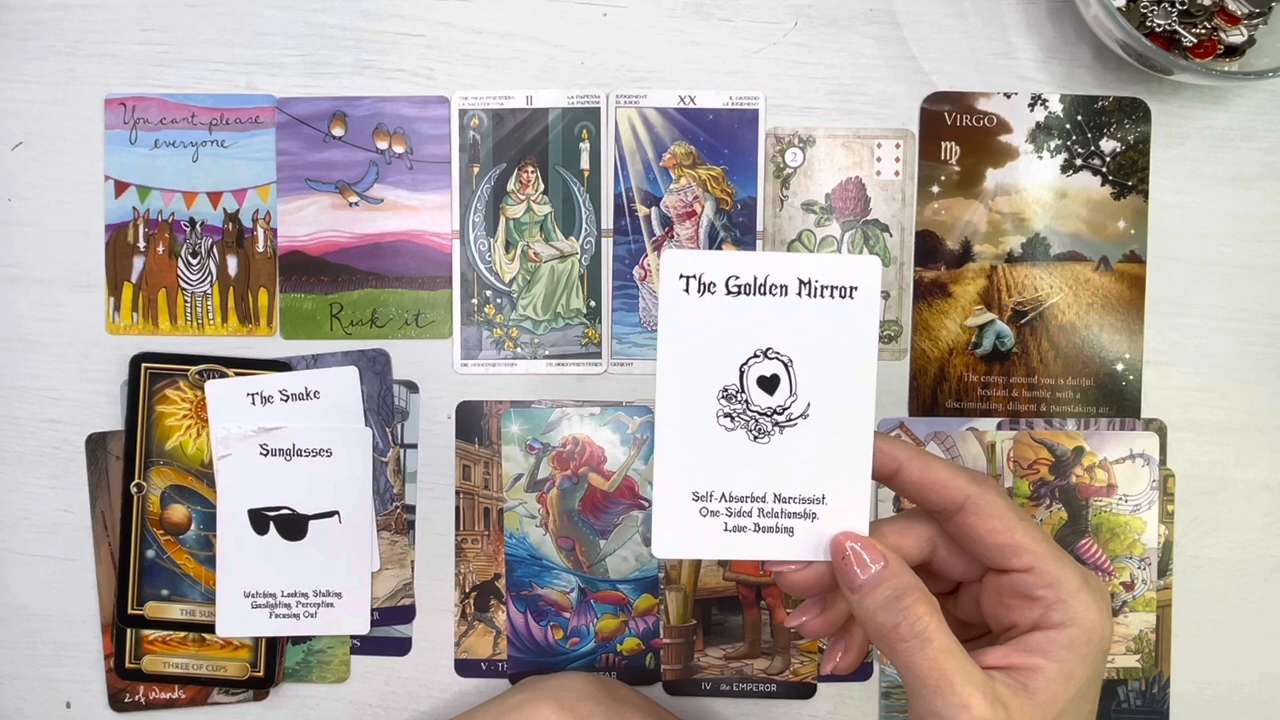 You can't please
everyone
Risk it
II
LA PAPESSA
XX
2
VIRGO
♍
The energy around you is dutiful,
hesitant & humble, with a
discriminating, diligent & painstaking air.
The Golden Mirror
Self-Absorbed, Narcissist,
One-Sided Relationship,
Love-Bombing
XIX
The Snake
Sunglasses
Watching, Looking, Stalking,
Gaslighting, Perception,
Focusing Out
THE SUN
THREE OF CUPS
2 of Wands
IV - the EMPEROR